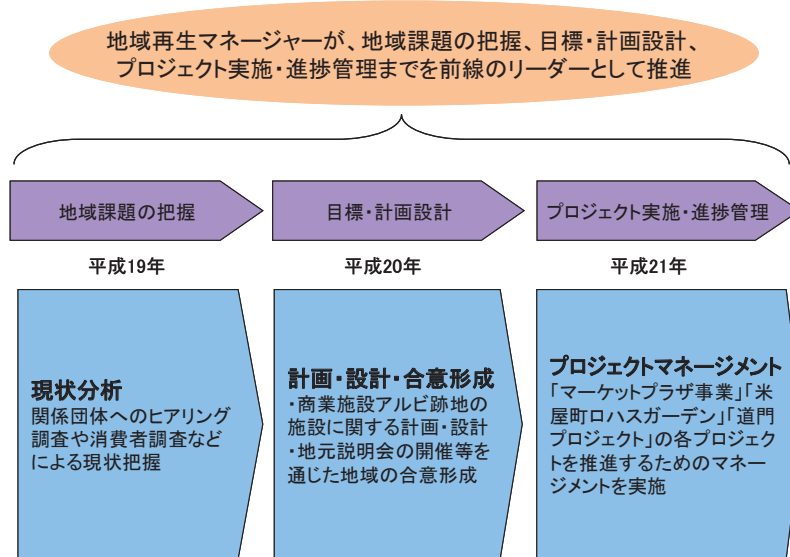 地域再生マネージャーが、地域課題の把握、目標・計画設計、
プロジェクト実施・進捗管理までを前線のリーダーとして推進
地域課題の把握
目標・計画設計
プロジェクト実施・進捗管理
平成19年
平成20年
平成21年
現状分析
関係団体へのヒアリング
調査や消費者調査など
による現状把握
計画・設計・合意形成
・商業施設アルビ跡地の
施設に関する計画・設計
・地元説明会の開催等を
通じた地域の合意形成
プロジェクトマネージメント
「マーケットプラザ事業」「米
屋町ロハスガーデン」「道門
プロジェクト」の各プロジェク
トを推進するためのマネー
ジメントを実施